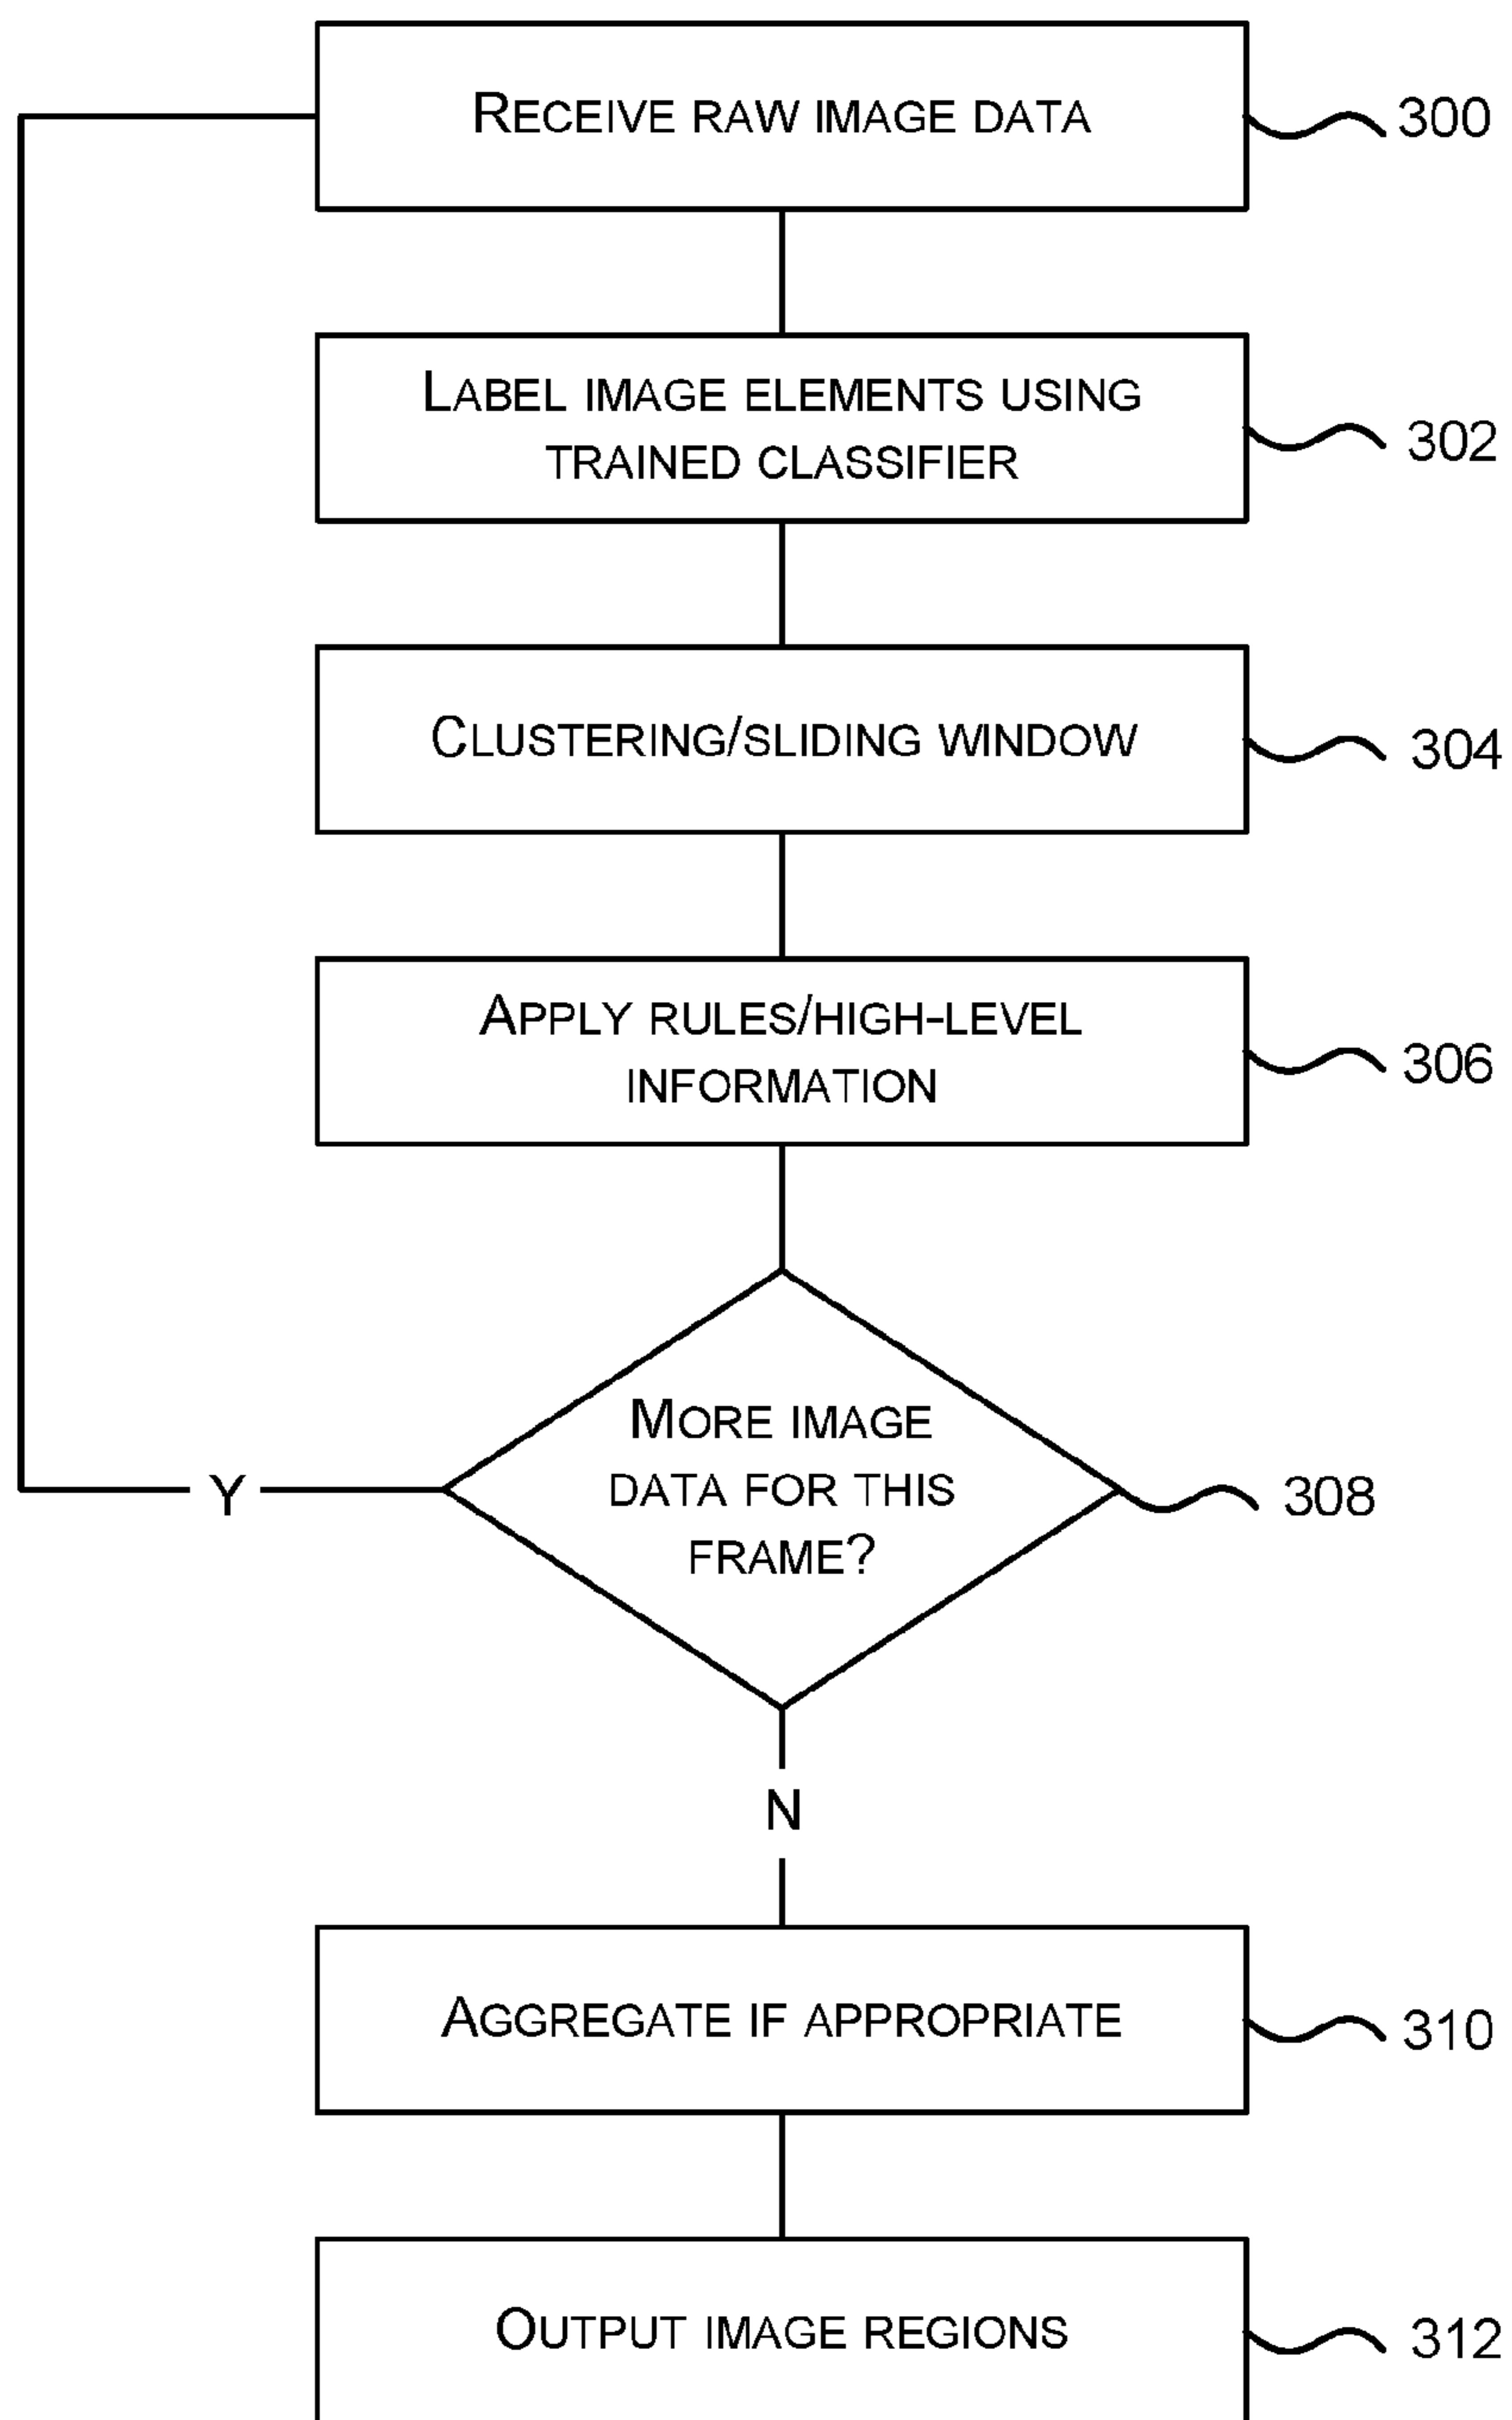 RECEIVE RAW IMAGE DATA
300
LABEL IMAGE ELEMENTS USING
TRAINED CLASSIFIER
302
CLUSTERING/SLIDING WINDOW
304
APPLY RULES/HIGH-LEVEL
INFORMATION
306
MORE IMAGE
DATA FOR THIS
FRAME?
308
Y
N
AGGREGATE IF APPROPRIATE
310
OUTPUT IMAGE REGIONS
312